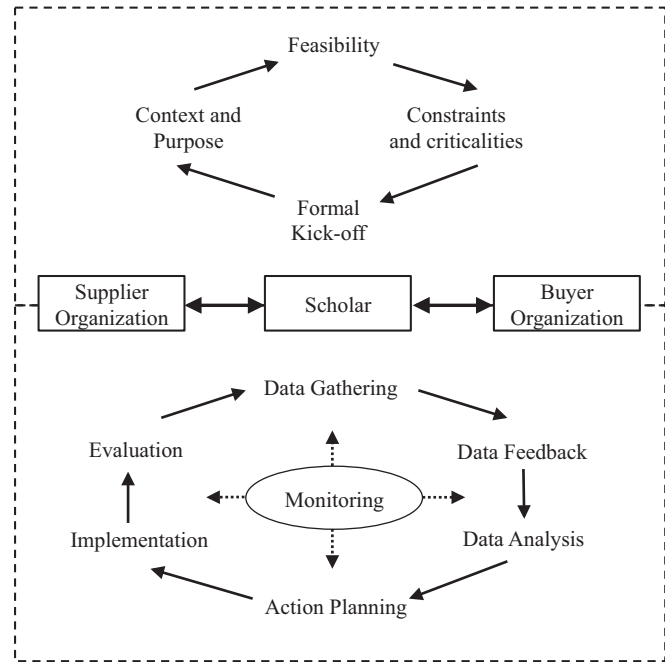 Feasibility
Context and
Purpose
Constraints
and criticalities
Formal
Kick-off
Supplier
Organization
Scholar
Buyer
Organization
Data Gathering
Evaluation
Data Feedback
Monitoring
Implementation
Data Analysis
Action Planning